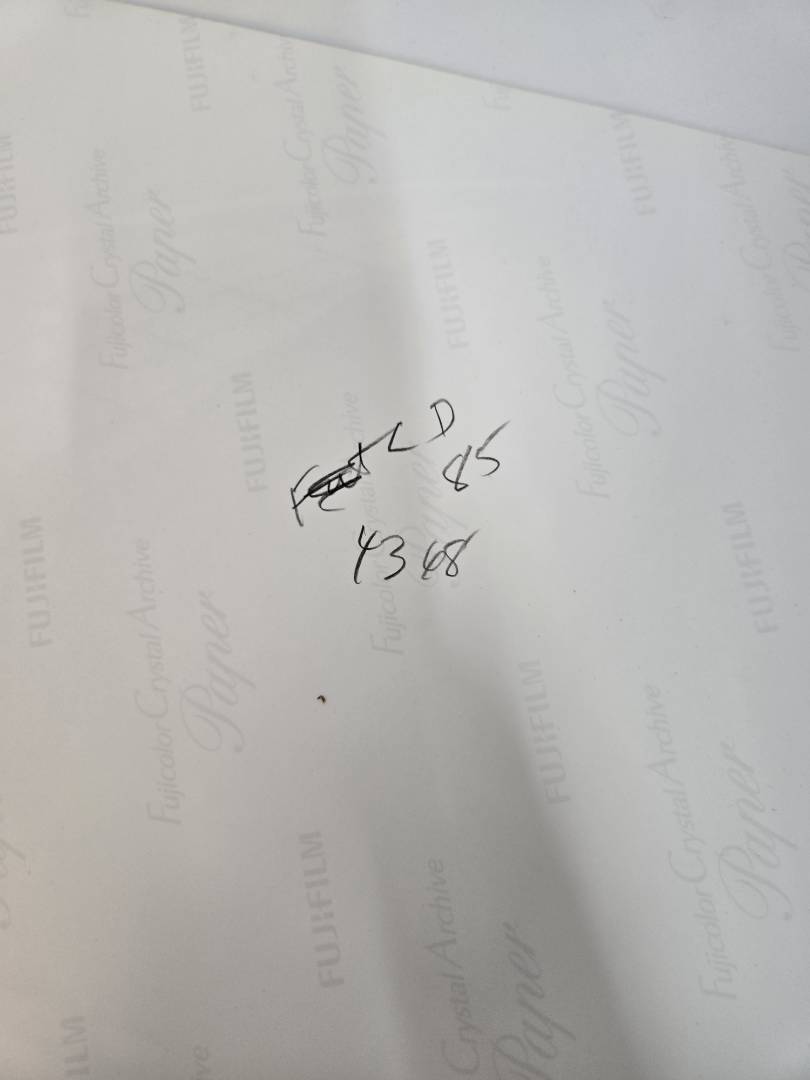 FUJIFILM
Fujicolor Crystal Archive
Paper
LD
85
4368